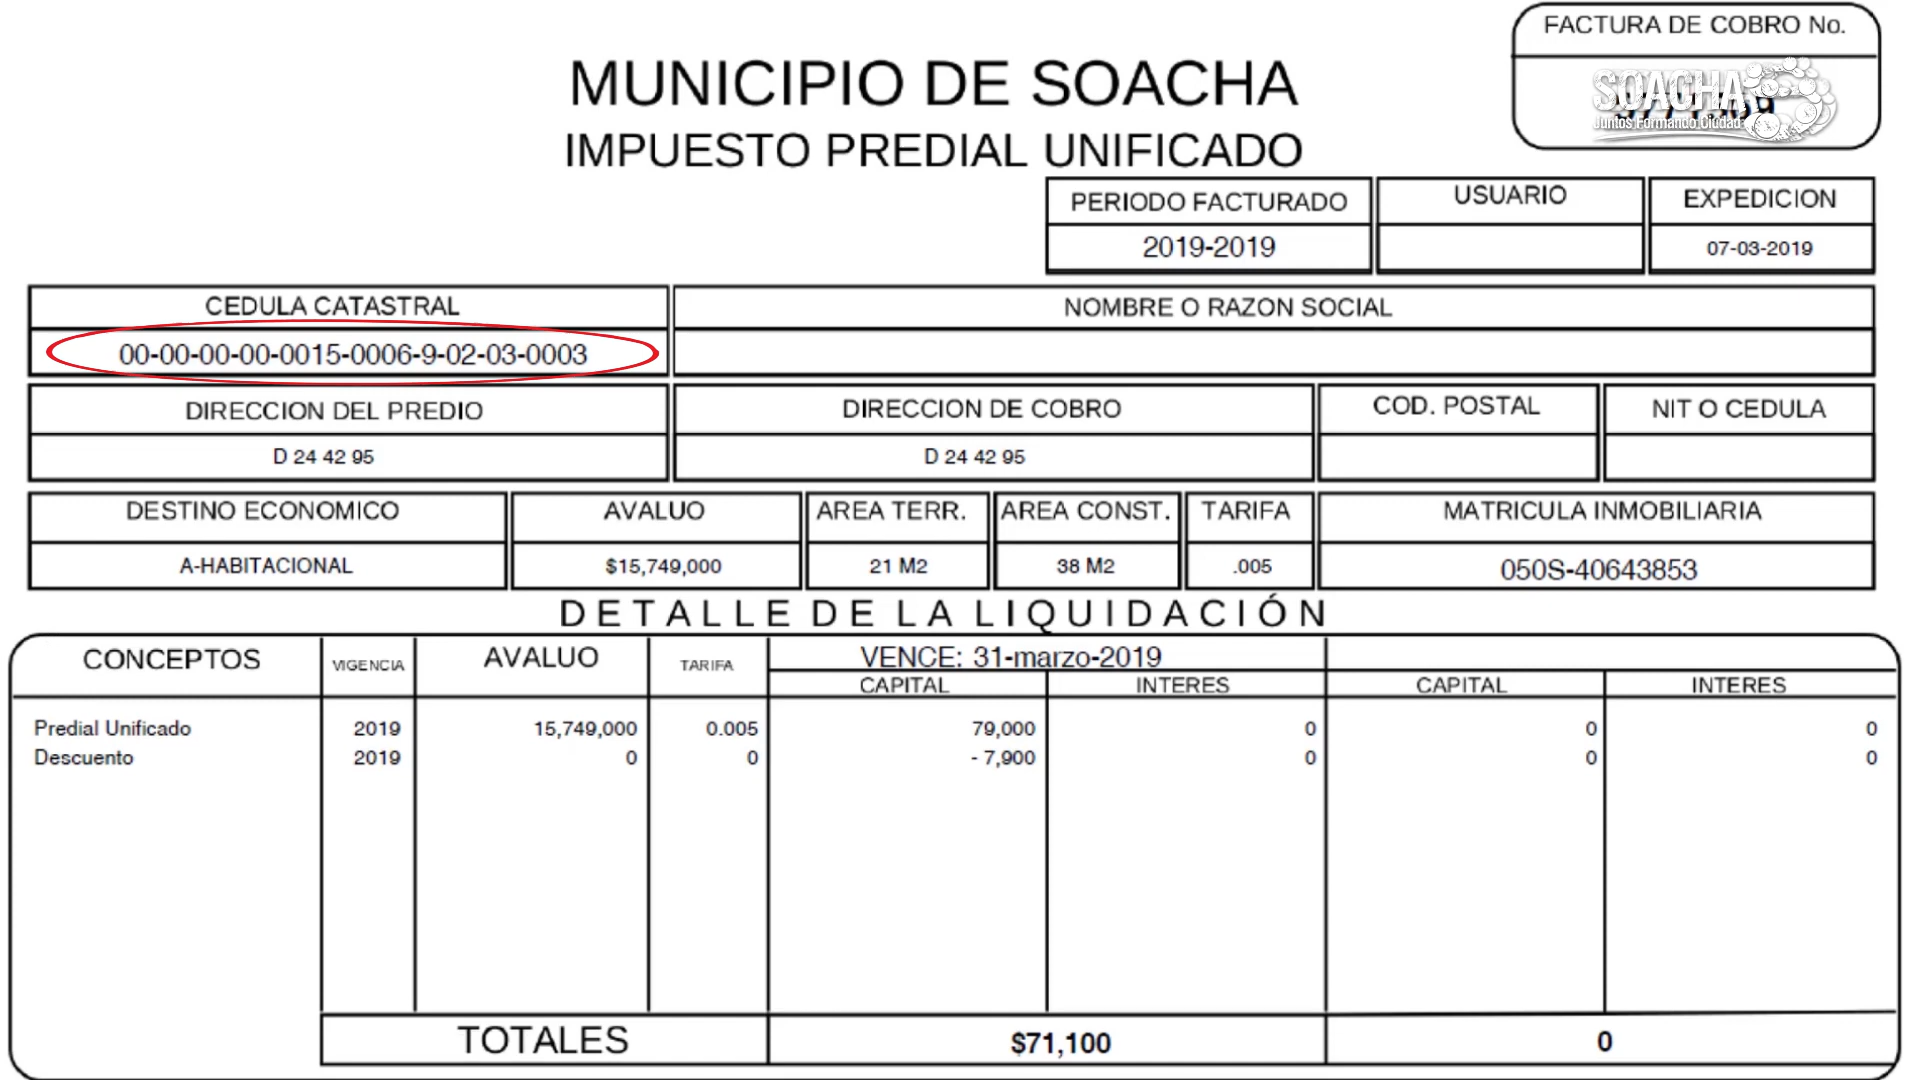 FACTURA DE COBRO No.
SOACHA
Juntos Formando Ciudad
MUNICIPIO DE SOACHA
IMPUESTO PREDIAL UNIFICADO
PERIODO FACTURADO USUARIO EXPEDICION
2019-2019 07-03-2019
CEDULA CATASTRAL NOMBRE O RAZON SOCIAL
00-00-00-00-0015-0006-9-02-03-0003
DIRECCION DEL PREDIO DIRECCION DE COBRO COD. POSTAL NIT O CEDULA
D 24 42 95 D 24 42 95
DESTINO ECONOMICO AVALUO AREA TERR. AREA CONST. TARIFA MATRICULA INMOBILIARIA
A-HABITACIONAL $15,749,000 21 M2 38 M2 .005 050S-40643853
DETALLE DE LA LIQUIDACIÓN
CONCEPTOS VIGENCIA AVALUO TARIFA VENCE: 31-marzo-2019
CAPITAL INTERES CAPITAL INTERES
Predial Unificado 2019 15,749,000 0.005 79,000 0 0 0
Descuento 2019 0 0 - 7,900 0 0 0
TOTALES $71,100 0